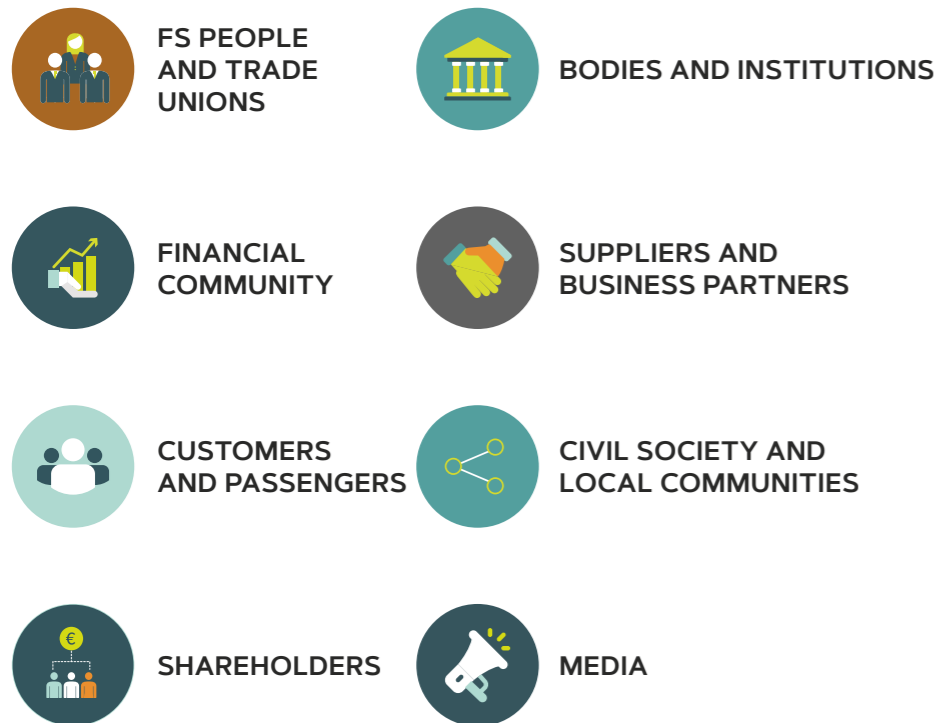 FS PEOPLE
AND TRADE
UNIONS
BODIES AND INSTITUTIONS
FINANCIAL
COMMUNITY
SUPPLIERS AND
BUSINESS PARTNERS
CUSTOMERS
AND PASSENGERS
CIVIL SOCIETY AND
LOCAL COMMUNITIES
€
SHAREHOLDERS
MEDIA